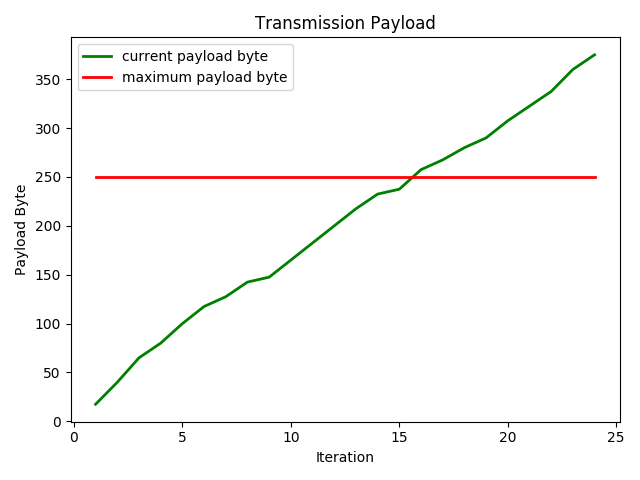 Transmission Payload
current payload byte
maximum payload byte
Payload Byte
350
300
250
200
150
100
50
0
0 5 10 15 20 25
Iteration